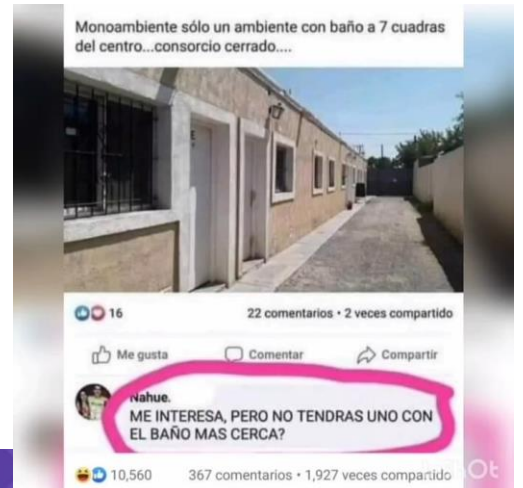 Monoambiente sólo un ambiente con baño a 7 cuadras
del centro...consorcio cerrado....
16
22 comentarios • 2 veces compartido
Me gusta
Comentar
Compartir
Nahue.
ME INTERESA, PERO NO TENDRAS UNO CON
EL BAÑO MAS CERCA?
10,560
367 comentarios • 1,927 veces compartido